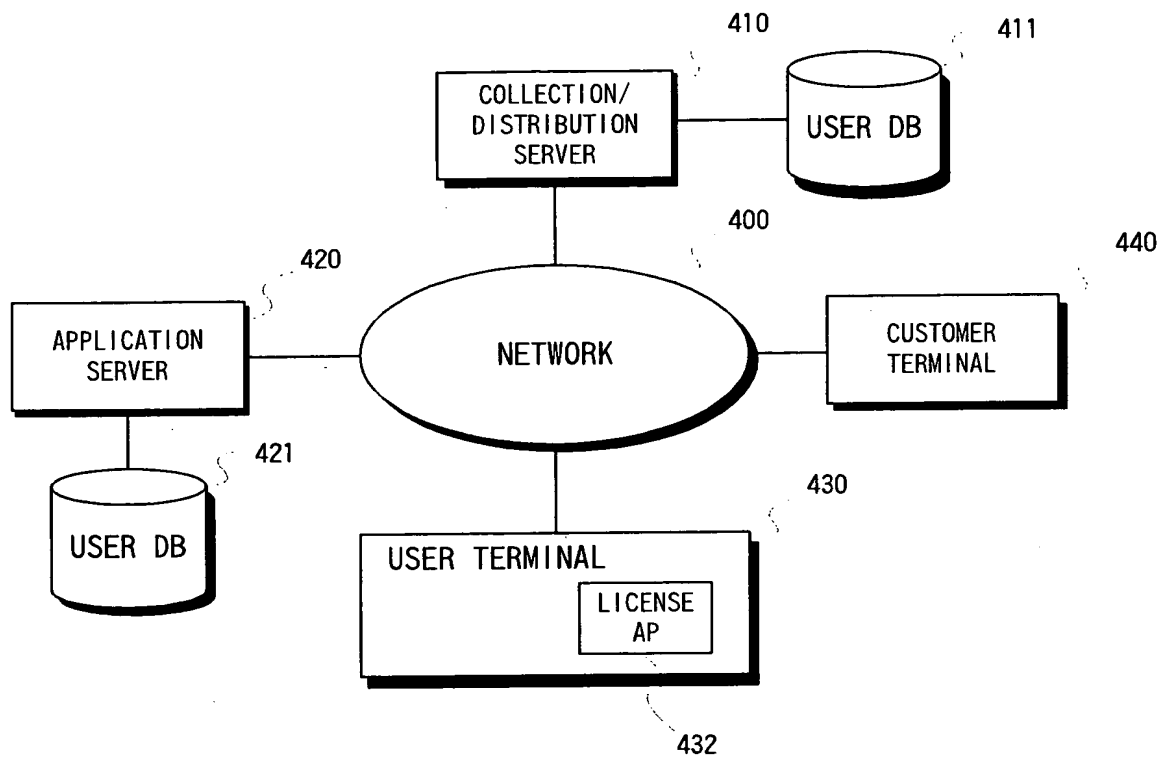 410
411
COLLECTION/
DISTRIBUTION
SERVER
USER DB
400
440
420
APPLICATION
SERVER
NETWORK
CUSTOMER
TERMINAL
421
USER DB
430
USER TERMINAL
LICENSE
AP
432